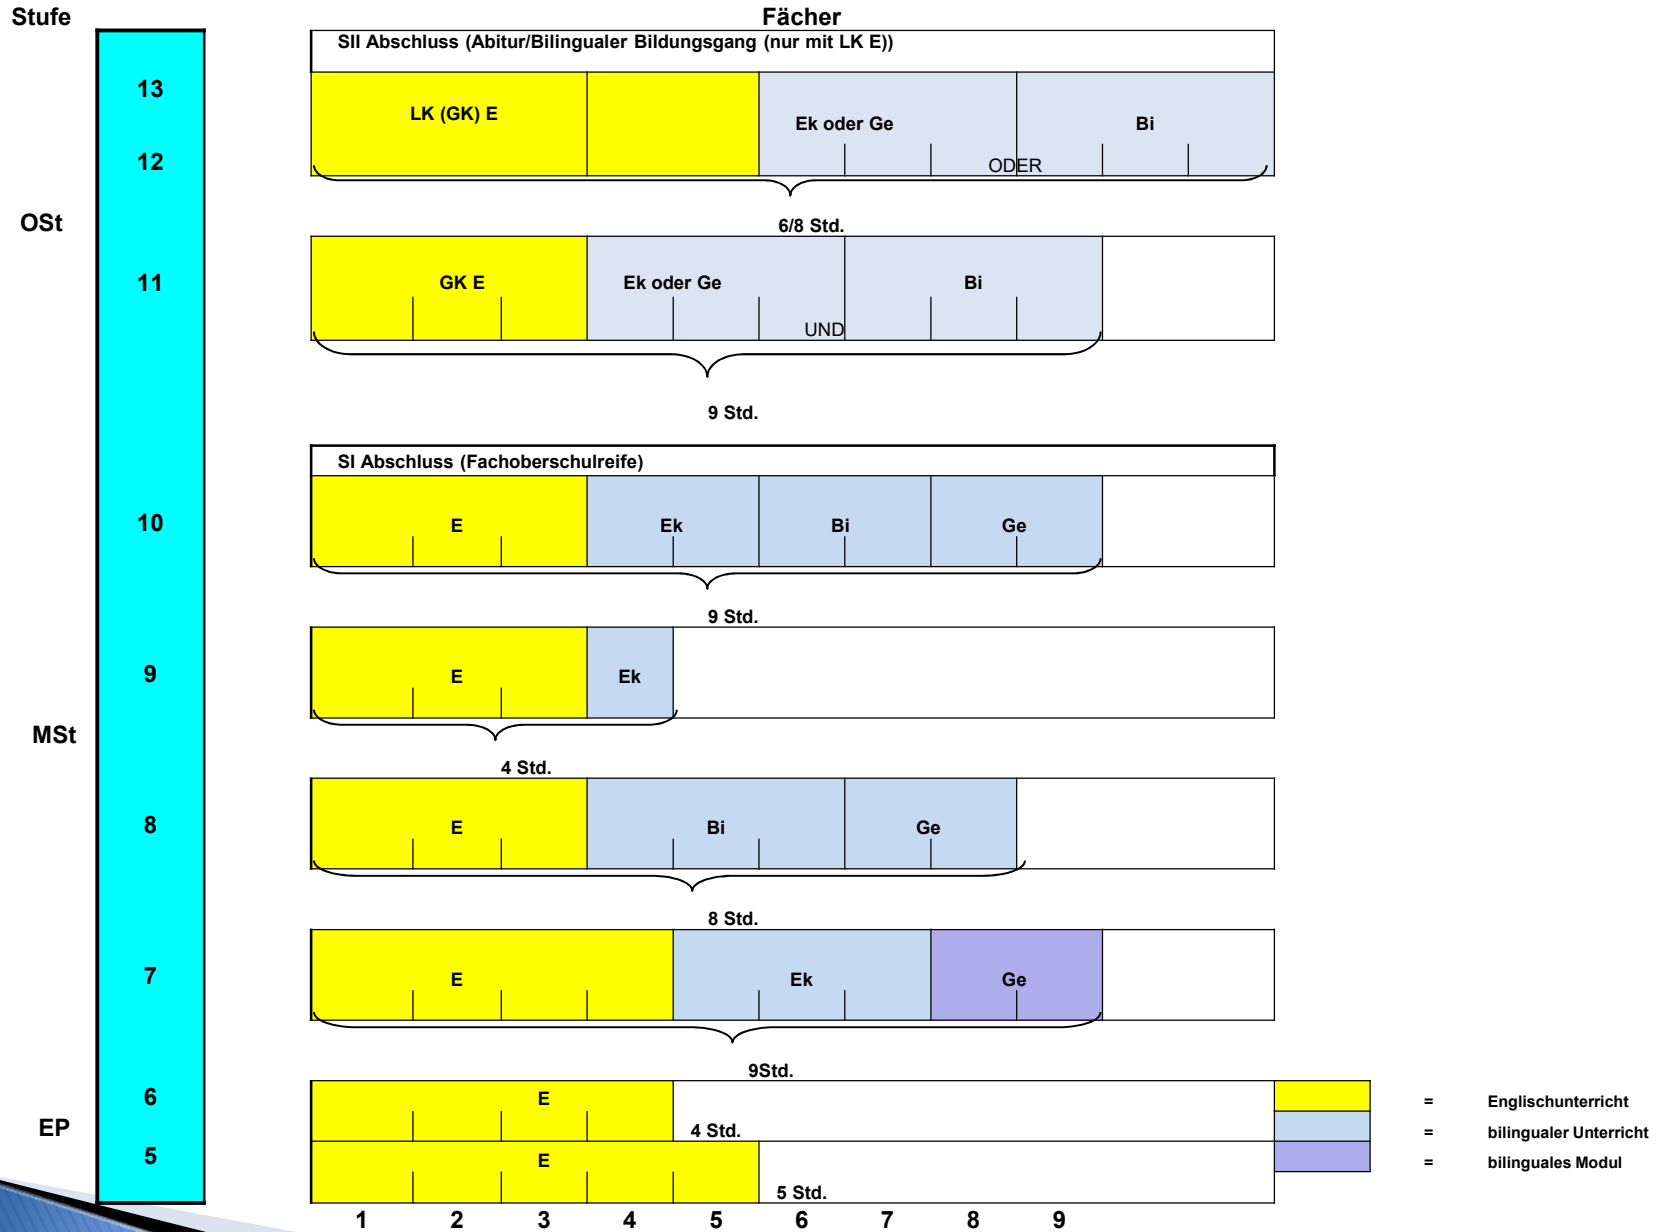 Stufe
Fächer
SII Abschluss (Abitur/Bilingualer Bildungsgang (nur mit LK E))
13
LK (GK) E
Ek oder Ge
Bi
12
ODER
OSt
6/8 Std.
11
GK E
Ek oder Ge
Bi
UND
9 Std.
SI Abschluss (Fachoberschulreife)
10
E
Ek
Bi
Ge
9 Std.
9
E
Ek
MSt
4 Std.
8
E
Bi
Ge
8 Std.
7
E
Ek
Ge
9Std.
6
E
4 Std.
EP
5
E
5 Std.
= Englischunterricht
= bilingualer Unterricht
= bilinguales Modul
1 2 3 4 5 6 7 8 9